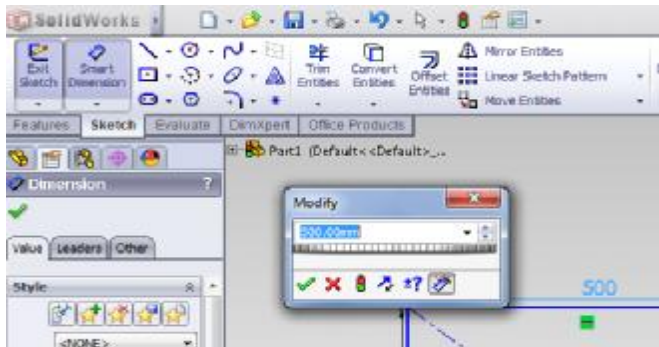 SolidWorks
Exit Sketch
Smart Dimension
Trim Entities
Convert Entities
Offset Entities
Mirror Entities
Linear Sketch Pattern
Move Entities
Features Sketch Evaluate DimXpert Office Products
Part1 (Default<<Default>_...
Dimension ?
Modify
500.00mm
±?
Value Leaders Other
Style
500
<NONE>